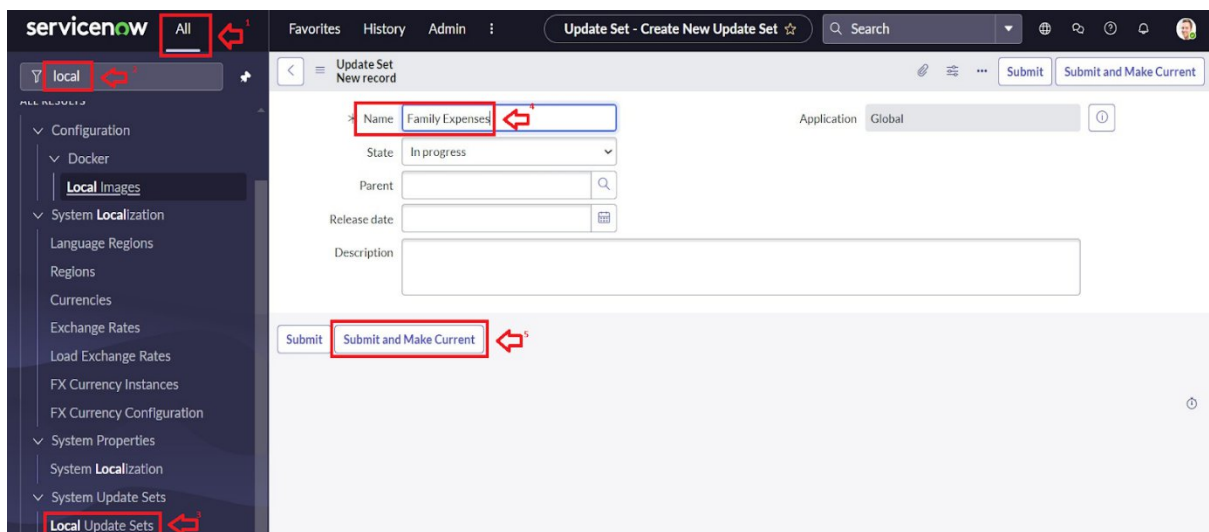 servicenow All 1 Favorites History Admin Update Set - Create New Update Set Search
local 2
Update Set
New record
Submit Submit and Make Current
ALL RESULTS
Configuration
Docker
Local Images
System Localization
Language Regions
Regions
Currencies
Exchange Rates
Load Exchange Rates
FX Currency Instances
FX Currency Configuration
System Properties
System Localization
System Update Sets
Local Update Sets 3
Name Family Expenses 4
Application Global
State In progress
Parent
Release date
Description
Submit Submit and Make Current 5